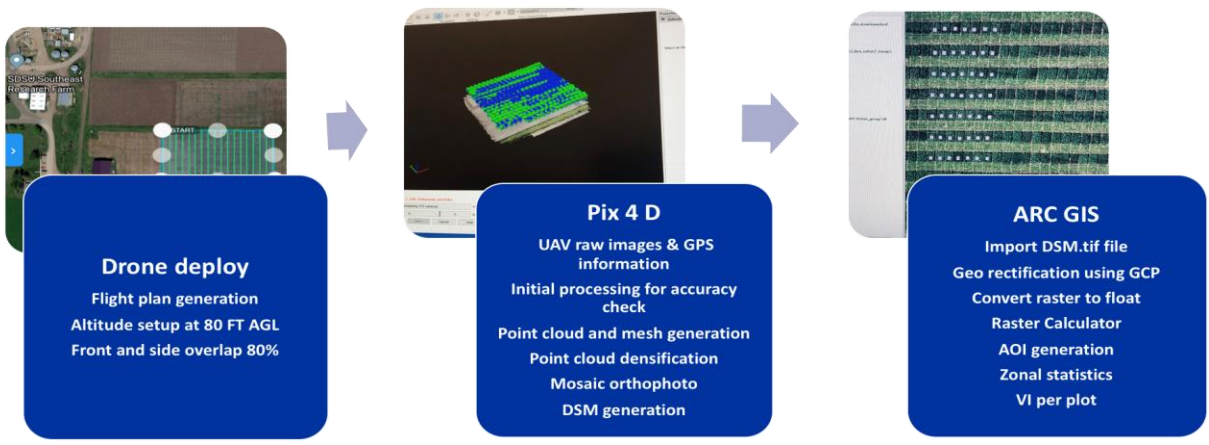 SDSU Southeast
Research Farm
START
Drone deploy
Flight plan generation
Altitude setup at 80 FT AGL
Front and side overlap 80%
Pix 4 D
UAV raw images & GPS
information
Initial processing for accuracy
check
Point cloud and mesh generation
Point cloud densification
Mosaic orthophoto
DSM generation
ARC GIS
Import DSM.tif file
Geo rectification using GCP
Convert raster to float
Raster Calculator
AOI generation
Zonal statistics
VI per plot